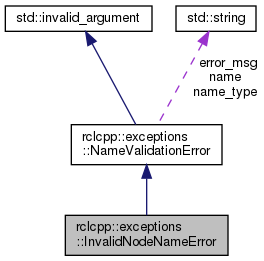 std::invalid_argument
std::string
error_msg
name
name_type
rclcpp::exceptions
::NameValidationError
rclcpp::exceptions
::InvalidNodeNameError